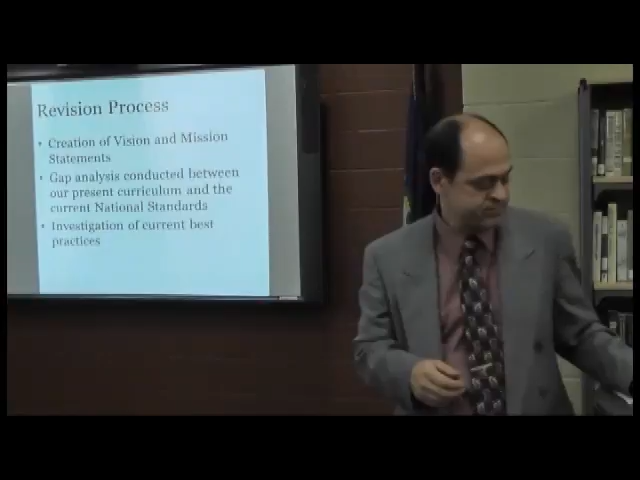 Revision Process
• Creation of Vision and Mission
Statements
• Gap analysis conducted between
our present curriculum and the
current National Standards
• Investigation of current best
practices